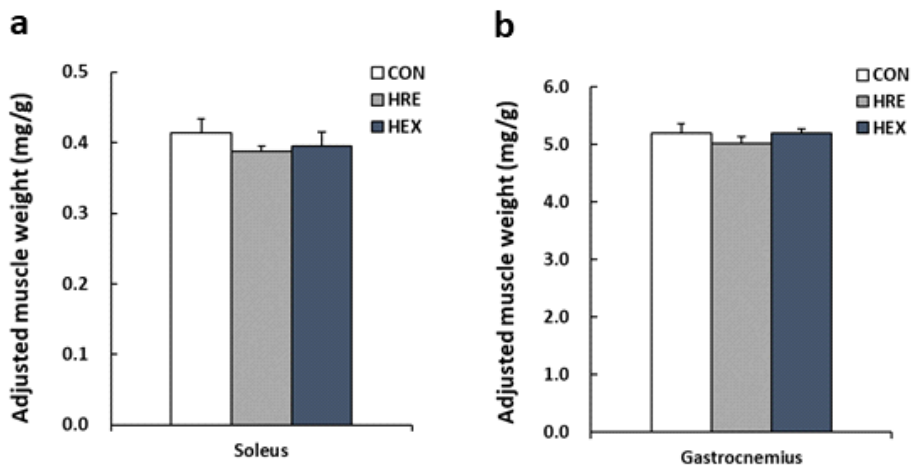 a
Adjusted muscle weight (mg/g)
0.5
0.4
0.3
0.2
0.1
0.0
CON
HRE
HEX
Soleus
b
Adjusted muscle weight (mg/g)
6.0
5.0
4.0
3.0
2.0
1.0
0.0
CON
HRE
HEX
Gastrocnemius